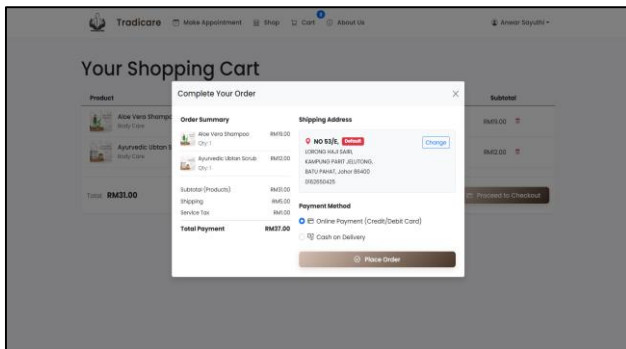 Tradicare
Make Appointment
Shop
Cart
2
About Us
Anwar Sayuthi
Your Shopping Cart
Product
Subtotal
Aloe Vera Shampo
Body Care
RM19.00
Ayurvedic Ubtan S
Body Care
RM12.00
Total: RM31.00
Proceed to Checkout
Complete Your Order
Order Summary
Aloe Vera Shampoo RM19.00
Qty: 1
Ayurvedic Ubtan Scrub RM12.00
Qty: 1
Subtotal (Products) RM31.00
Shipping RM5.00
Service Tax RM1.00
Total Payment RM37.00
Shipping Address
NO 53/E, Default
Change
LORONG HAJI SAIRI,
KAMPUNG PARIT JELUTONG,
BATU PAHAT, Johor 86400
0162650425
Payment Method
Online Payment (Credit/Debit Card)
Cash on Delivery
Place Order